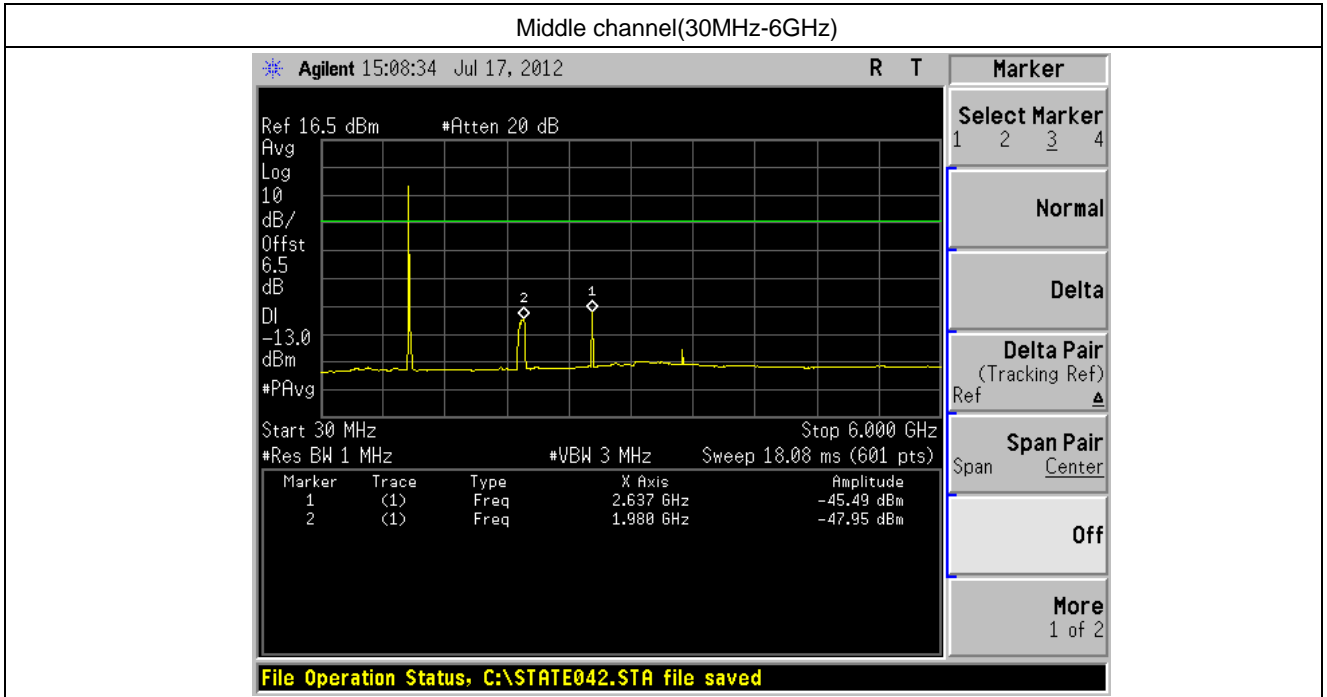 Middle channel(30MHz-6GHz)
Agilent 15:08:34 Jul 17, 2012 R T
Marker
Ref 16.5 dBm #Atten 20 dB
Avg
Log
10
dB/
Offst
6.5
dB
DI
-13.0
dBm
#PAvg
2
1
Start 30 MHz Stop 6.000 GHz
#Res BW 1 MHz #VBW 3 MHz Sweep 18.08 ms (601 pts)
Marker Trace Type X Axis Amplitude
1 (1) Freq 2.637 GHz -45.49 dBm
2 (1) Freq 1.980 GHz -47.95 dBm
Select Marker
1 2 3 4
Normal
Delta
Delta Pair
(Tracking Ref)
Ref Δ
Span Pair
Span Center
Off
More
1 of 2
File Operation Status, C:\STATE042.STA file saved